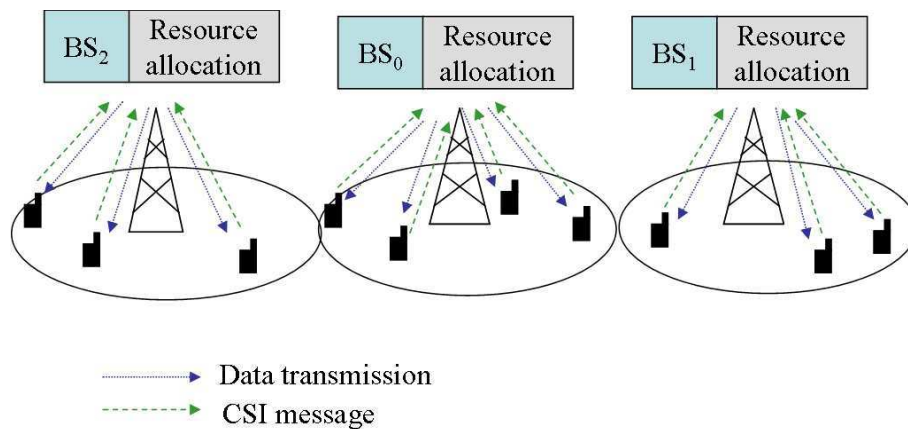 BS₂
Resource
allocation
BS₀
Resource
allocation
BS₁
Resource
allocation
Data transmission
CSI message